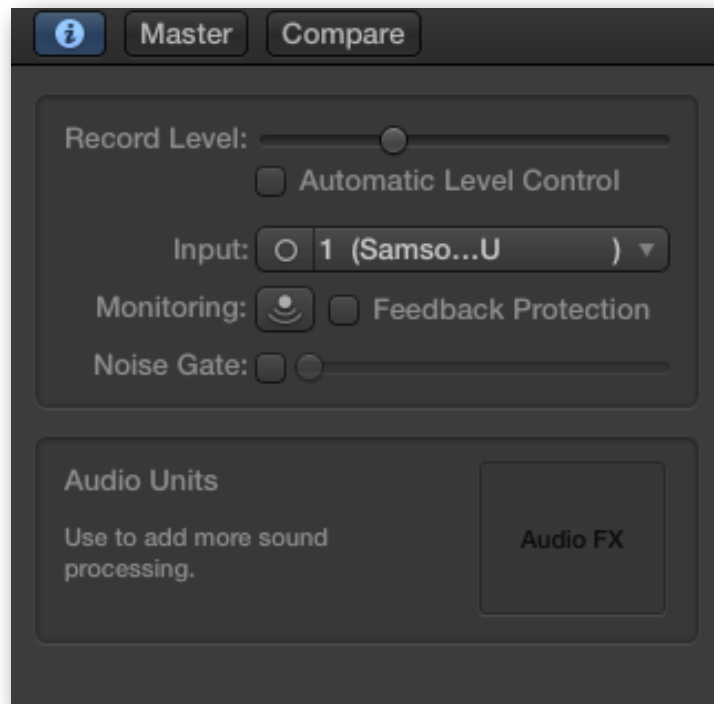 Master Compare
Record Level:
Automatic Level Control
Input: 1 (Samso...U )
Monitoring: Feedback Protection
Noise Gate:
Audio Units
Use to add more sound
processing.
Audio FX